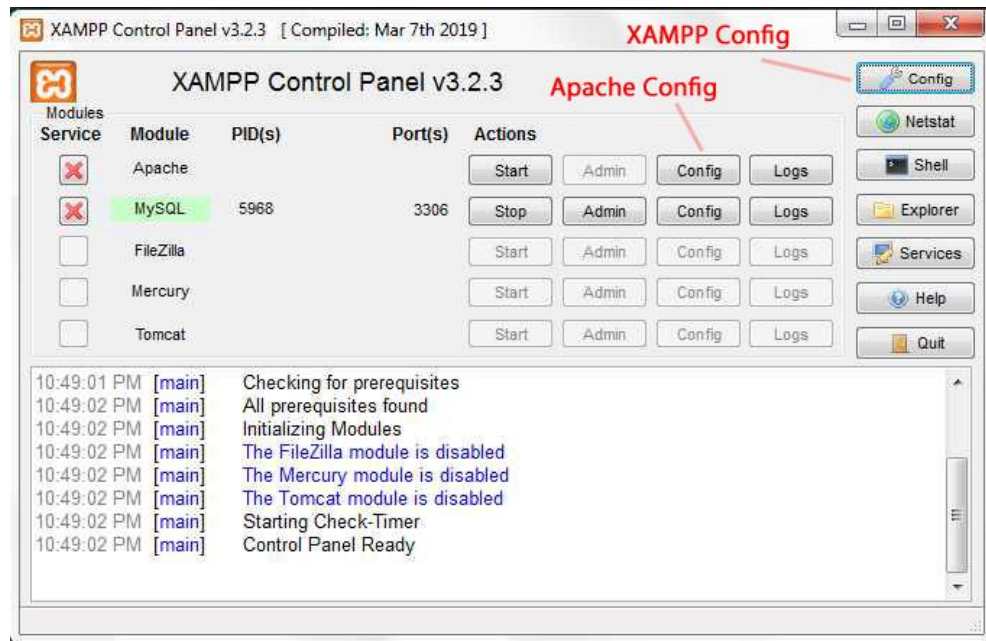 XAMPP Control Panel v3.2.3 [ Compiled: Mar 7th 2019 ]
XAMPP Config
XAMPP Control Panel v3.2.3
Apache Config
Config
Modules
Service Module PID(s) Port(s) Actions
Netstat
Apache Start Admin Config Logs
Shell
MySQL 5968 3306 Stop Admin Config Logs
Explorer
FileZilla Start Admin Config Logs
Services
Mercury Start Admin Config Logs
Help
Tomcat Start Admin Config Logs
Quit
10:49:01 PM [main] Checking for prerequisites
10:49:02 PM [main] All prerequisites found
10:49:02 PM [main] Initializing Modules
10:49:02 PM [main] The FileZilla module is disabled
10:49:02 PM [main] The Mercury module is disabled
10:49:02 PM [main] The Tomcat module is disabled
10:49:02 PM [main] Starting Check-Timer
10:49:02 PM [main] Control Panel Ready